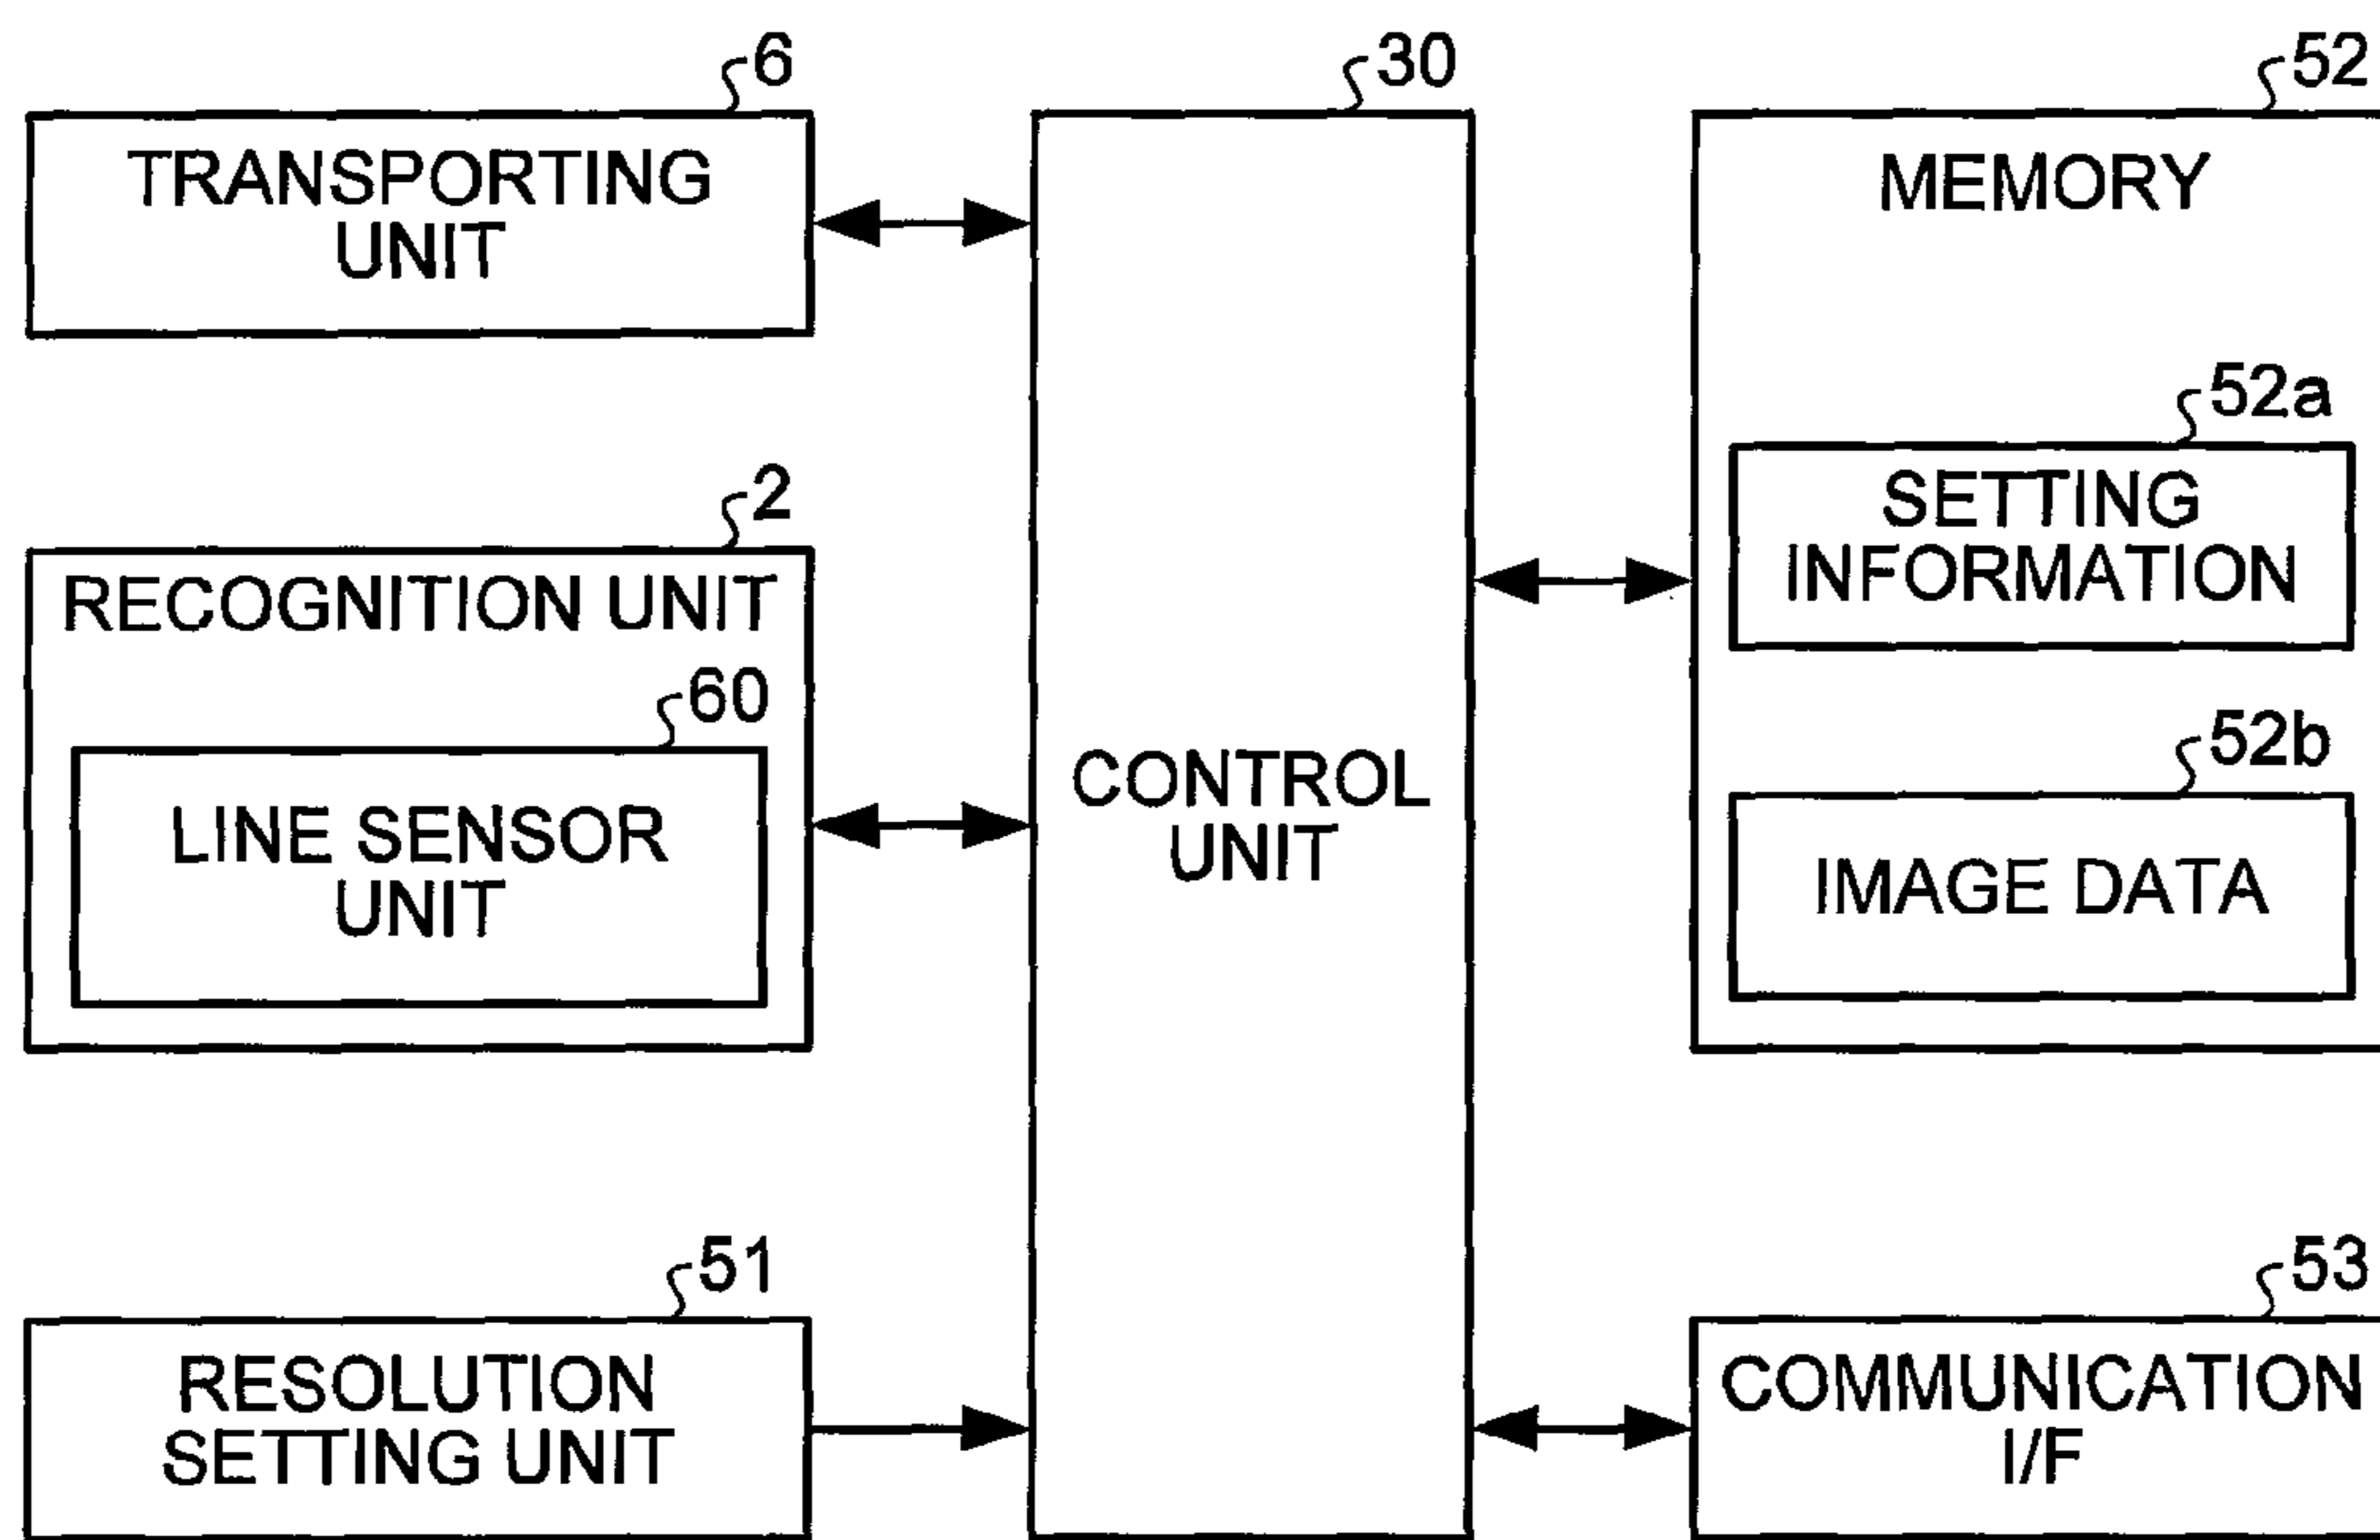 6
TRANSPORTING
UNIT
2
RECOGNITION UNIT
60
LINE SENSOR
UNIT
51
RESOLUTION
SETTING UNIT
30
CONTROL
UNIT
52
MEMORY
52a
SETTING
INFORMATION
52b
IMAGE DATA
53
COMMUNICATION
I/F